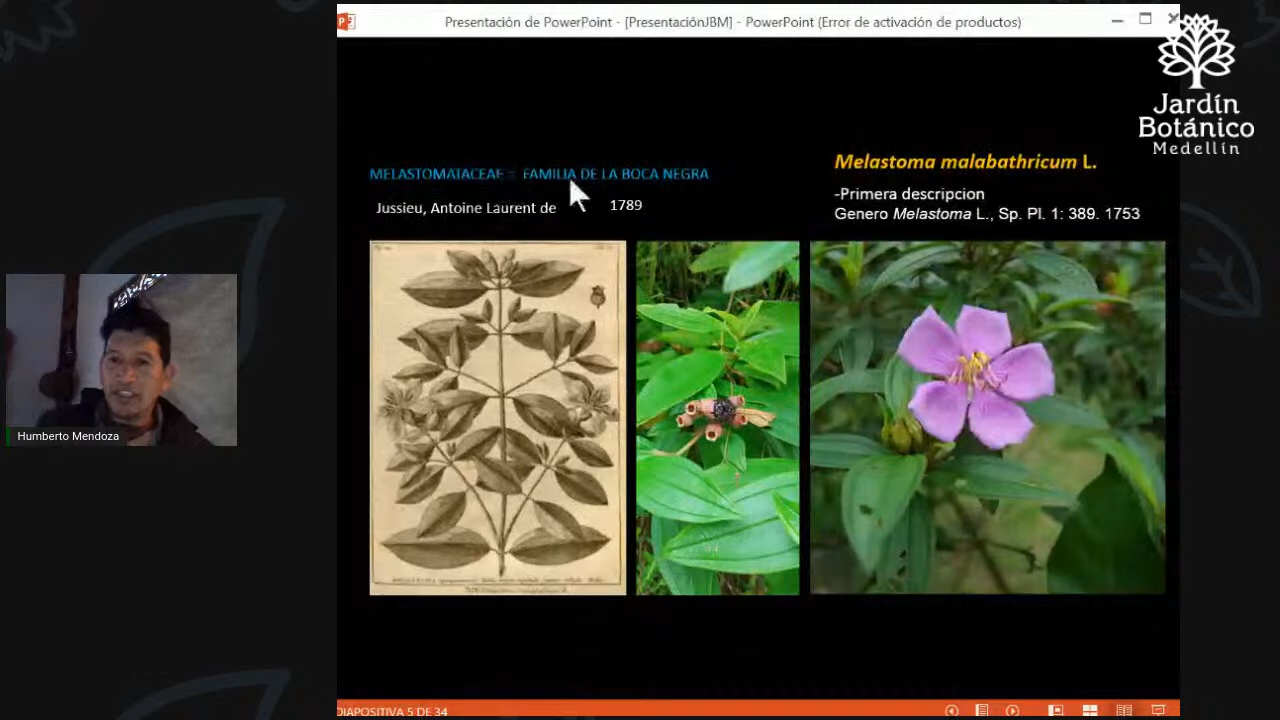 Presentación de PowerPoint - [PresentaciónJBM] - PowerPoint (Error de activación de productos)
Jardín
Botánico
Medellín
MELASTOMATACEAE = FAMILIA DE LA BOCA NEGRA
Jussieu, Antoine Laurent de 1789
Melastoma malabathricum L.
-Primera descripcion
Genero Melastoma L., Sp. Pl. 1: 389. 1753
Humberto Mendoza
DIAPOSITIVA 5 DE 34